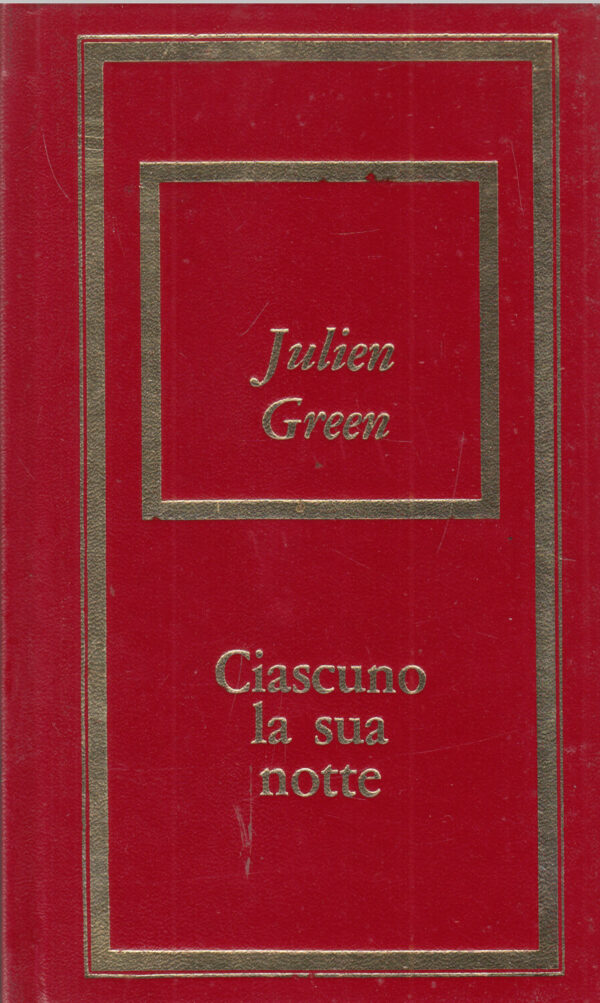 Julien
Green
Ciascuno
la sua
notte